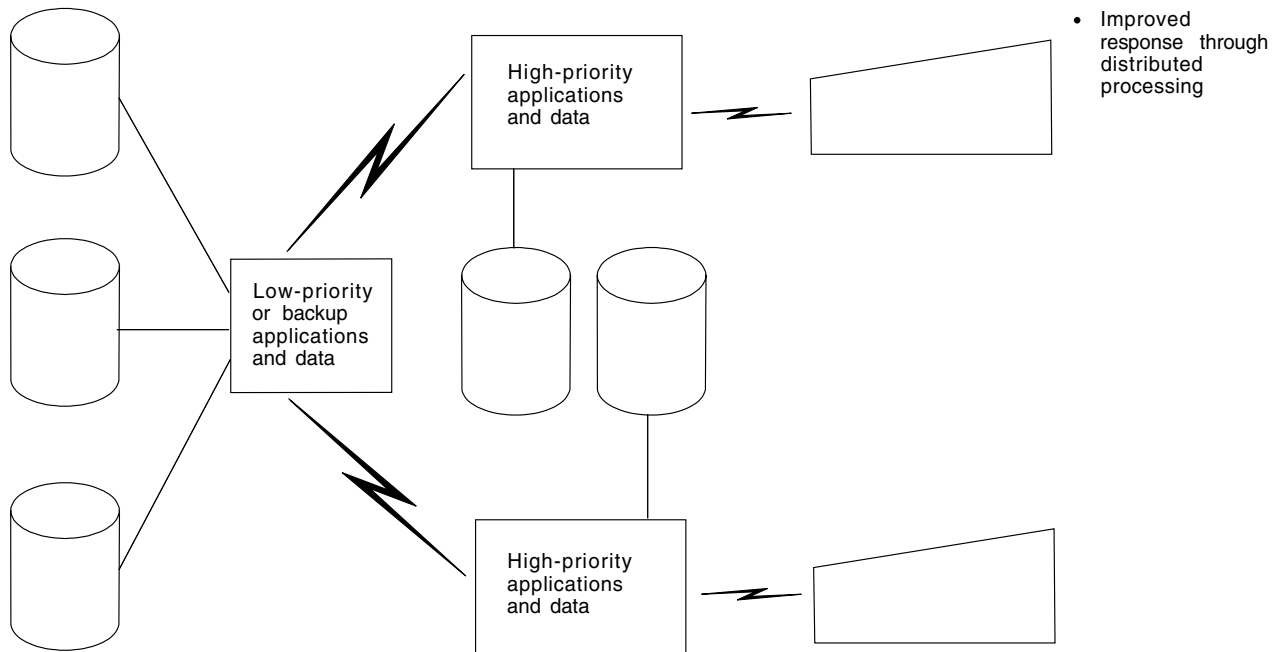 High-priority
applications
and data
• Improved
response through
distributed
processing
Low-priority
or backup
applications
and data
High-priority
applications
and data